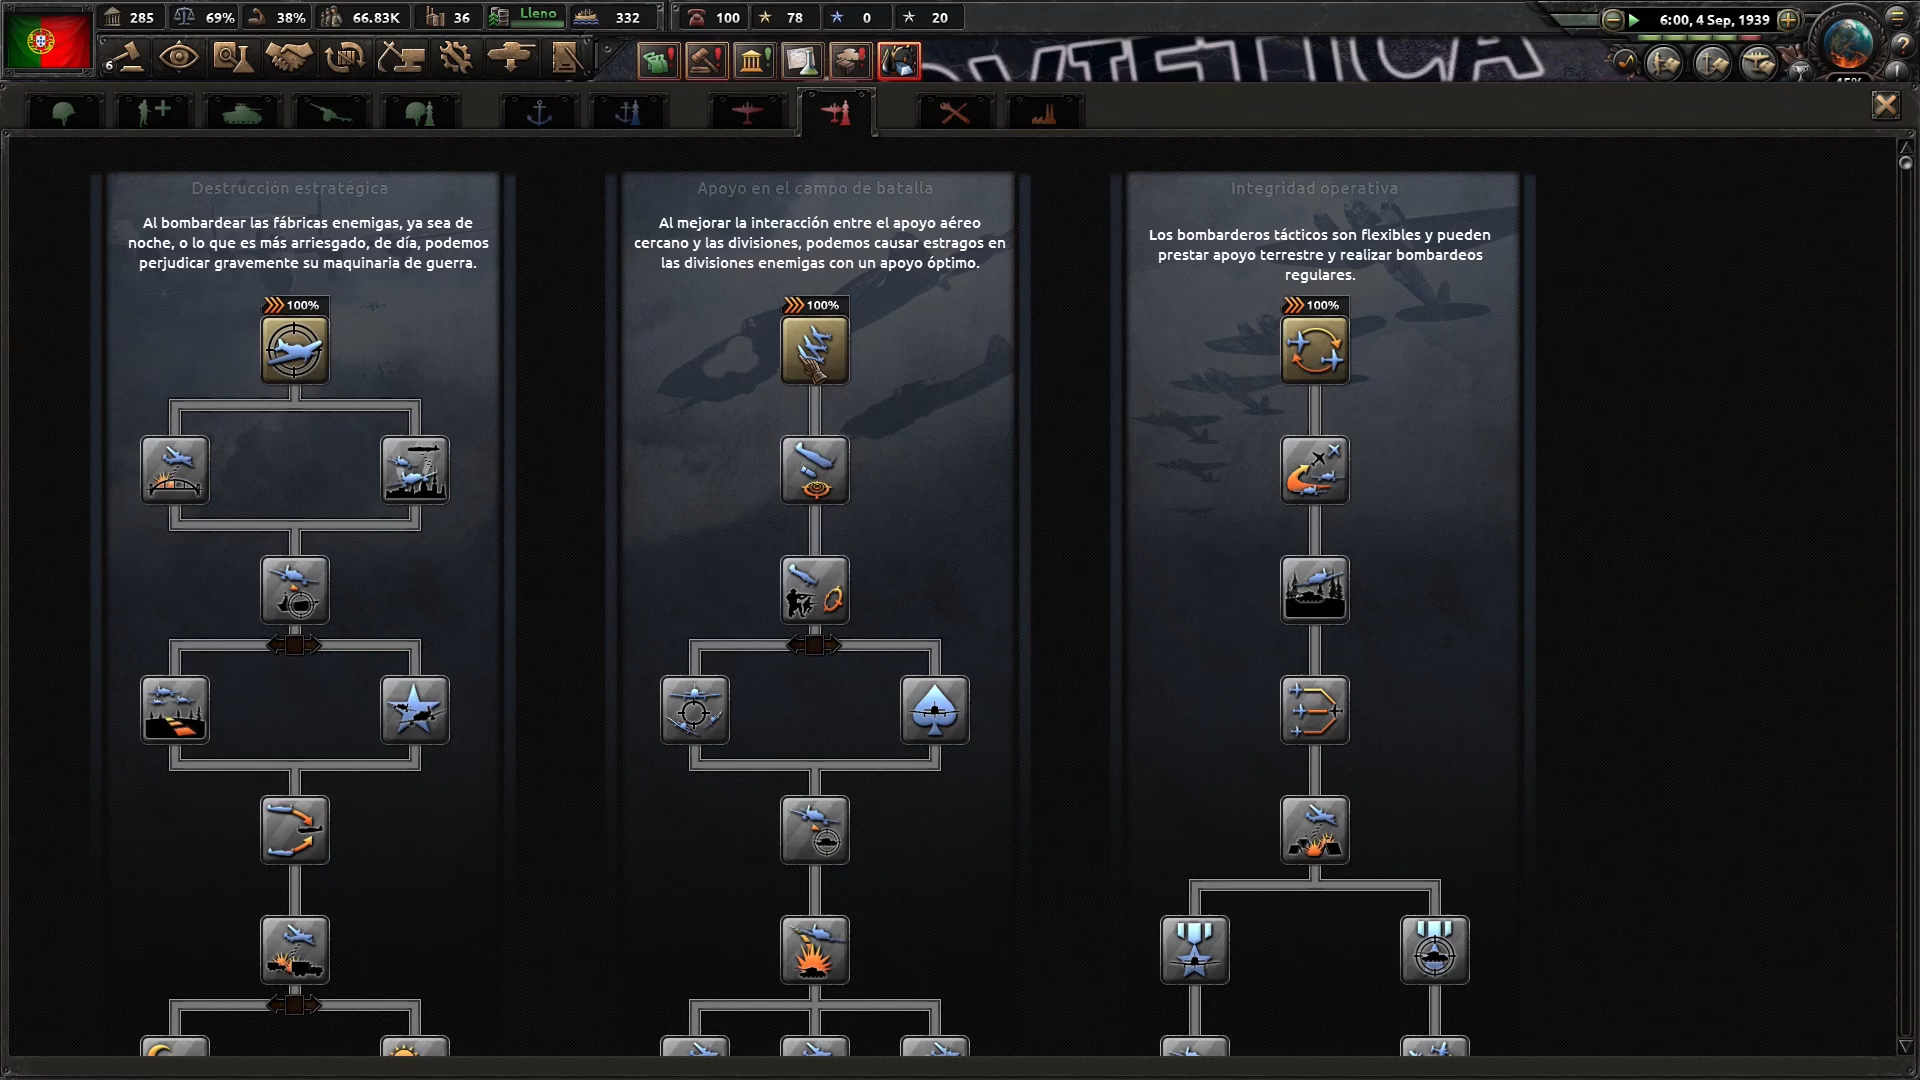 285
69%
38%
66.83K
36
Lleno
332
100
78
0
20
6:00, 4 Sep, 1939
6
Destrucción estratégica
Al bombardear las fábricas enemigas, ya sea de
noche, o lo que es más arriesgado, de día, podemos
perjudicar gravemente su maquinaria de guerra.
100%
Apoyo en el campo de batalla
Al mejorar la interacción entre el apoyo aéreo
cercano y las divisiones, podemos causar estragos en
las divisiones enemigas con un apoyo óptimo.
100%
Integridad operativa
Los bombarderos tácticos son flexibles y pueden
prestar apoyo terrestre y realizar bombardeos
regulares.
100%